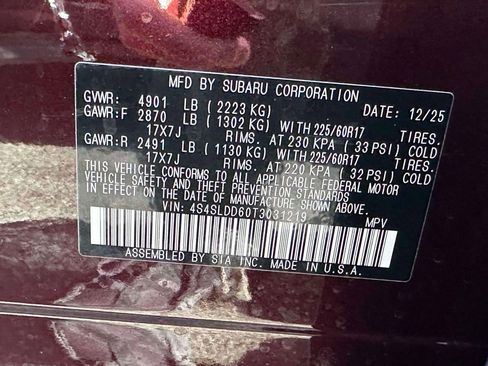 MFD BY SUBARU CORPORATION
GVWR: 4901 LB ( 2223 KG) DATE: 12/25
GAWR:F 2870 LB ( 1302 KG) WITH 225/60R17 TIRES.
17X7J RIMS. AT 230 KPA ( 33 PSI) COLD
GAWR:R 2491 LB ( 1130 KG) WITH 225/60R17 TIRES.
17X7J RIMS. AT 220 KPA ( 32 PSI) COLD
THIS VEHICLE CONFORMS TO ALL APPLICABLE FEDERAL MOTOR
VEHICLE SAFETY, BUMPER, AND THEFT PREVENTION STANDARDS
IN EFFECT ON THE DATE OF MANUFACTURE SHOWN ABOVE.
VIN: 4S4SLDD60T3031219 MPV
ASSEMBLED BY SIA INC. MADE IN U.S.A.